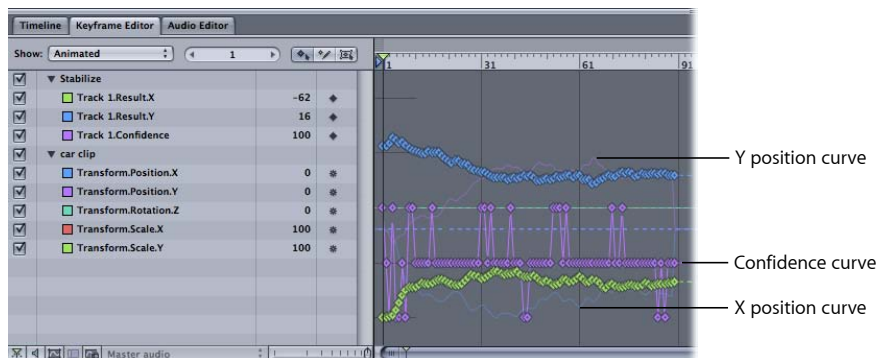 Timeline Keyframe Editor Audio Editor
Show: Animated 1
1 31 61 91
Stabilize
Track 1.Result.X -62
Track 1.Result.Y 16
Track 1.Confidence 100
car clip
Transform.Position.X 0
Transform.Position.Y 0
Transform.Rotation.Z 0
Transform.Scale.X 100
Transform.Scale.Y 100
Master audio
Y position curve
Confidence curve
X position curve